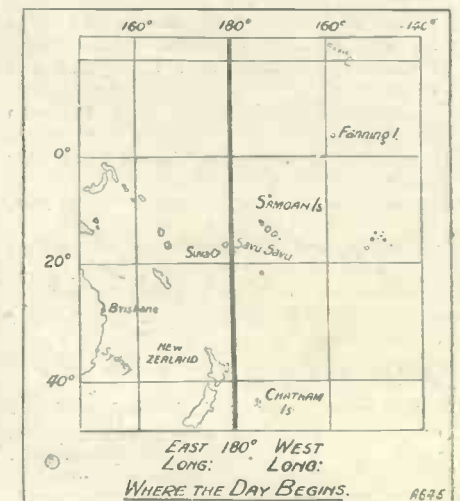 160° 180° 160° 140°
Fanning I.
0°
SAMOAN Is
SUVA Savu Savu
20°
Brisbane
Sydney
NEW
ZEALAND
40°
CHATHAM
Is
EAST 180° WEST
LONG: LONG:
WHERE THE DAY BEGINS.
A645